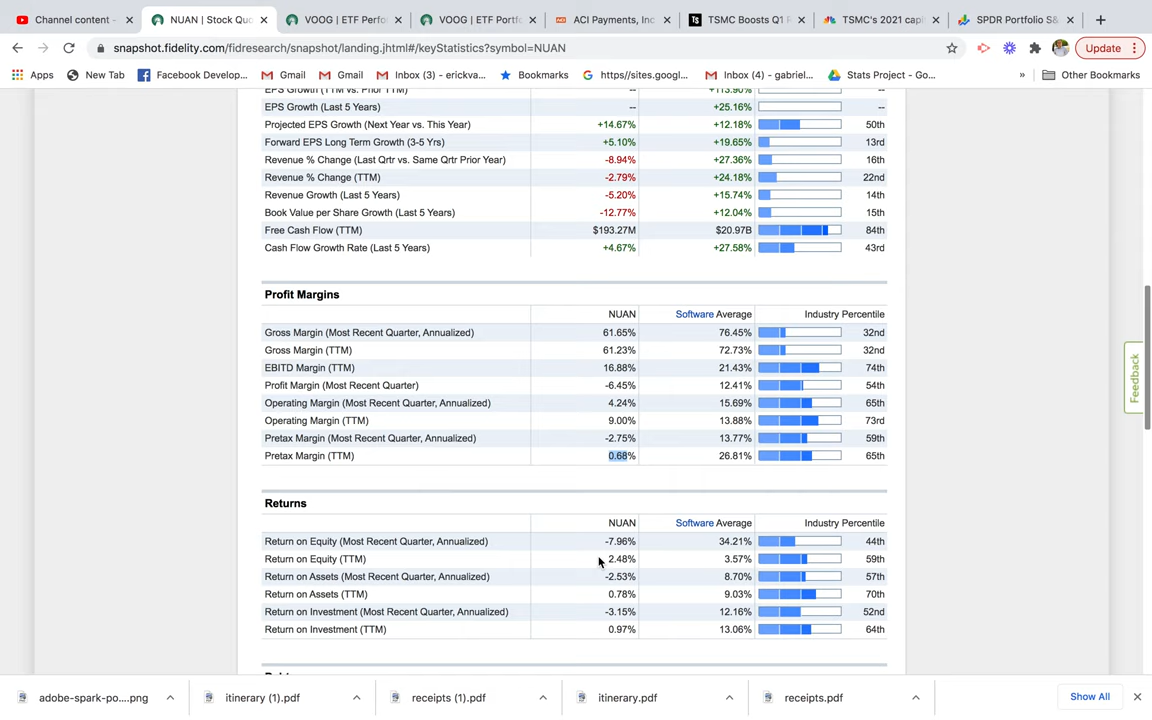 Channel content -
NUAN | Stock Quo
VOOG | ETF Perfo
VOOG | ETF Portfo
ACI Payments, Inc
TSMC Boosts Q1 R
TSMC's 2021 capi
SPDR Portfolio S&
snapshot.fidelity.com/fidresearch/snapshot/landing.jhtml#/keyStatistics?symbol=NUAN
Update
Apps
New Tab
Facebook Develop...
Gmail
Gmail
Inbox (3) - erickva...
Bookmarks
https//sites.googl...
Inbox (4) - gabriel...
Stats Project - Go...
»
Other Bookmarks
EPS Growth (TTM vs. Prior TTM) -- +113.90% --
EPS Growth (Last 5 Years) -- +25.16% --
Projected EPS Growth (Next Year vs. This Year) +14.67% +12.18% 50th
Forward EPS Long Term Growth (3-5 Yrs) +5.10% +19.65% 13rd
Revenue % Change (Last Qrtr vs. Same Qrtr Prior Year) -8.94% +27.36% 16th
Revenue % Change (TTM) -2.79% +24.18% 22nd
Revenue Growth (Last 5 Years) -5.20% +15.74% 14th
Book Value per Share Growth (Last 5 Years) -12.77% +12.04% 15th
Free Cash Flow (TTM) $193.27M $20.97B 84th
Cash Flow Growth Rate (Last 5 Years) +4.67% +27.58% 43rd
Profit Margins
NUAN Software Average Industry Percentile
Gross Margin (Most Recent Quarter, Annualized) 61.65% 76.45% 32nd
Gross Margin (TTM) 61.23% 72.73% 32nd
EBITD Margin (TTM) 16.88% 21.43% 74th
Profit Margin (Most Recent Quarter) -6.45% 12.41% 54th
Operating Margin (Most Recent Quarter, Annualized) 4.24% 15.69% 65th
Operating Margin (TTM) 9.00% 13.88% 73rd
Pretax Margin (Most Recent Quarter, Annualized) -2.75% 13.77% 59th
Pretax Margin (TTM) 0.68% 26.81% 65th
Returns
NUAN Software Average Industry Percentile
Return on Equity (Most Recent Quarter, Annualized) -7.96% 34.21% 44th
Return on Equity (TTM) 2.48% 3.57% 59th
Return on Assets (Most Recent Quarter, Annualized) -2.53% 8.70% 57th
Return on Assets (TTM) 0.78% 9.03% 70th
Return on Investment (Most Recent Quarter, Annualized) -3.15% 12.16% 52nd
Return on Investment (TTM) 0.97% 13.06% 64th
Feedback
adobe-spark-po....png
itinerary (1).pdf
receipts (1).pdf
itinerary.pdf
receipts.pdf
Show All